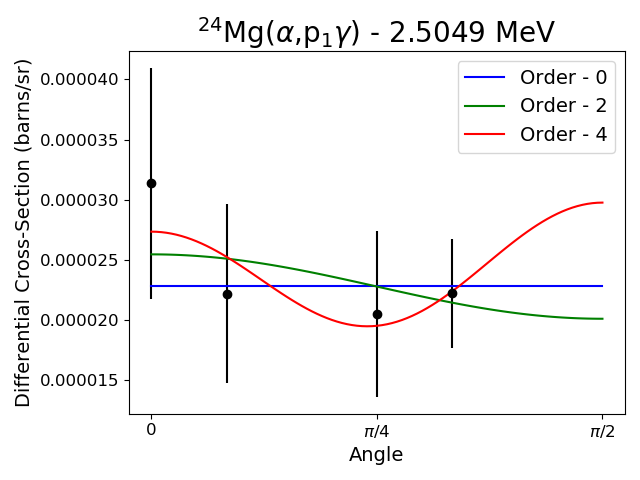 ²⁴Mg(α,p₁γ) - 2.5049 MeV
Differential Cross-Section (barns/sr)
0.000040
0.000035
0.000030
0.000025
0.000020
0.000015
Order - 0
Order - 2
Order - 4
0 π/4 π/2
Angle